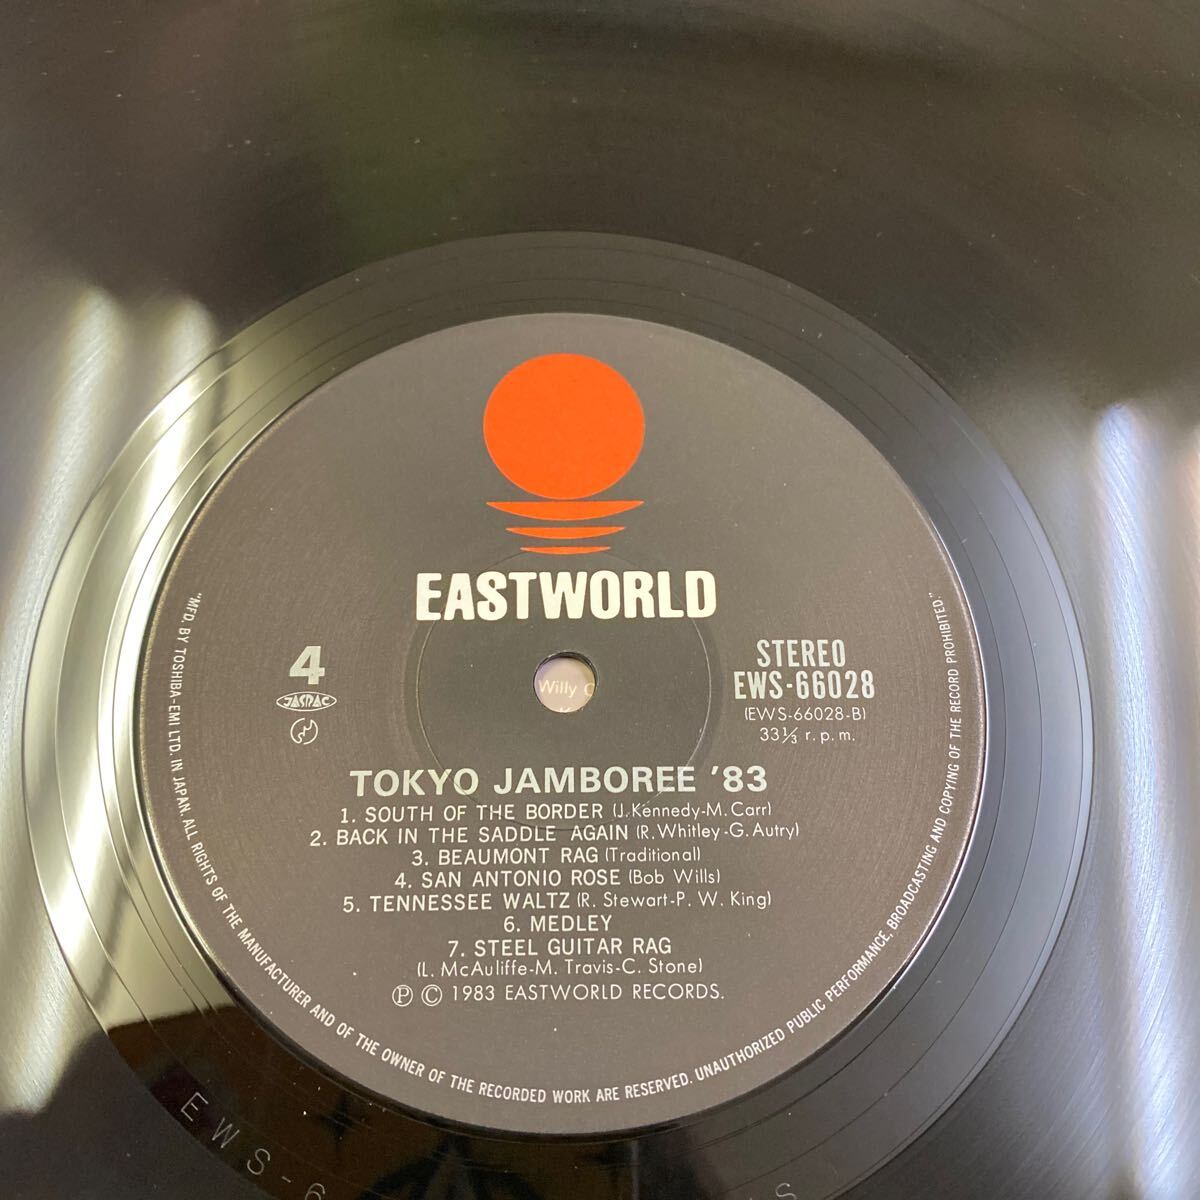 EASTWORLD
4
JASRAC
STEREO
EWS-66028
(EWS-66028-B)
33⅓ r.p.m.
Willy
TOKYO JAMBOREE '83
1. SOUTH OF THE BORDER (J. Kennedy-M. Carr)
2. BACK IN THE SADDLE AGAIN (R. Whitley-G. Autry)
3. BEAUMONT RAG (Traditional)
4. SAN ANTONIO ROSE (Bob Wills)
5. TENNESSEE WALTZ (R. Stewart-P. W. King)
6. MEDLEY
7. STEEL GUITAR RAG
(L. McAuliffe-M. Travis-C. Stone)
Ⓟ © 1983 EASTWORLD RECORDS.
"MFD. BY TOSHIBA-EMI LTD. IN JAPAN. ALL RIGHTS OF THE MANUFACTURER AND OF THE OWNER OF THE RECORDED WORK ARE RESERVED. UNAUTHORIZED PUBLIC PERFORMANCE, BROADCASTING AND COPYING OF THE RECORD PROHIBITED."
EWS-6
S